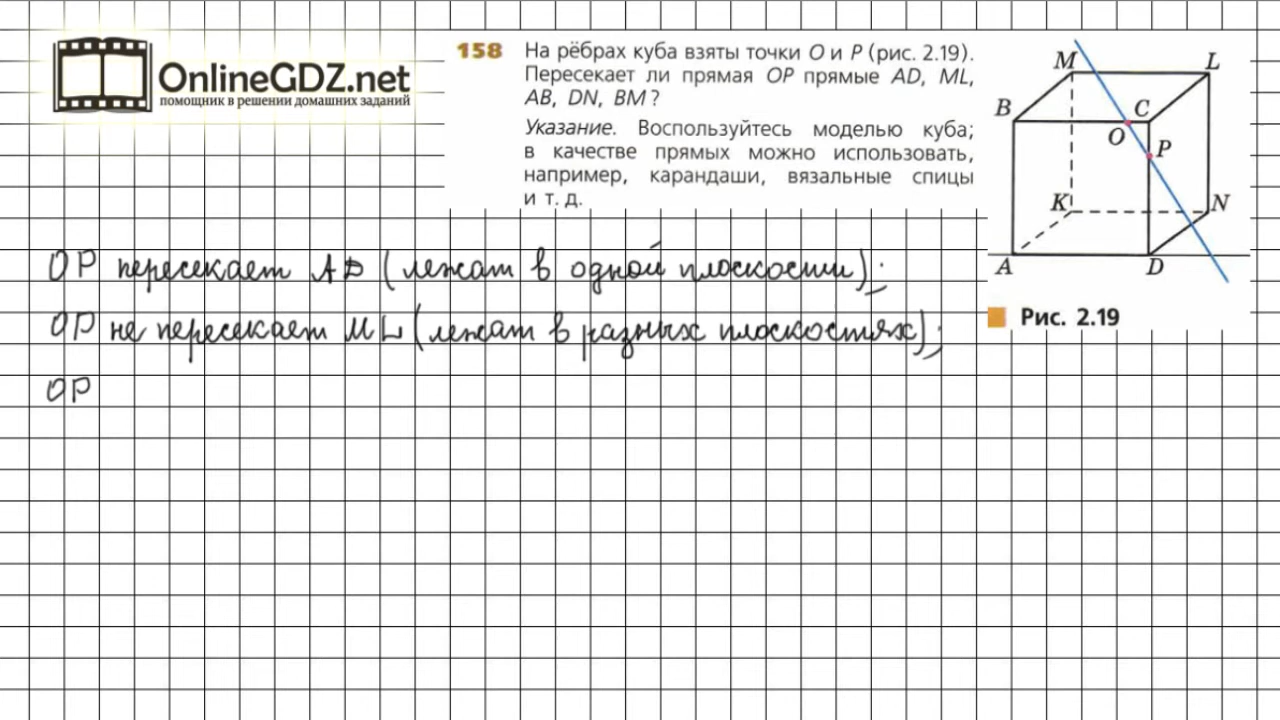 OnlineGDZ.net
помощник в решении домашних заданий
158 На рёбрах куба взяты точки O и P (рис. 2.19).
Пересекает ли прямая OP прямые AD, ML,
AB, DN, BM?
Указание. Воспользуйтесь моделью куба;
в качестве прямых можно использовать,
например, карандаши, вязальные спицы
и т. д.
M L
B C
O P
K N
A D
Рис. 2.19
OP пересекает AD (лежат в одной плоскости);
OP не пересекает ML (лежат в разных плоскостях);
OP